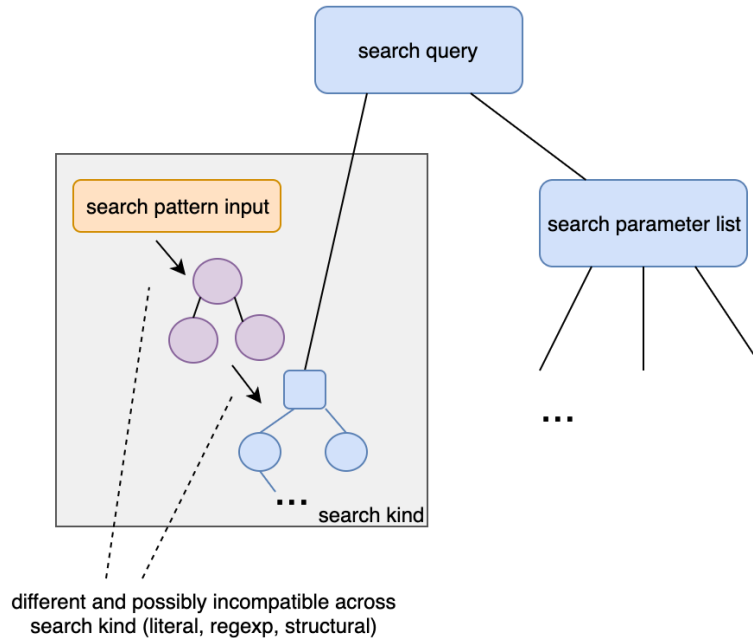 search query
search pattern input
search parameter list
...
...
search kind
different and possibly incompatible across
search kind (literal, regexp, structural)